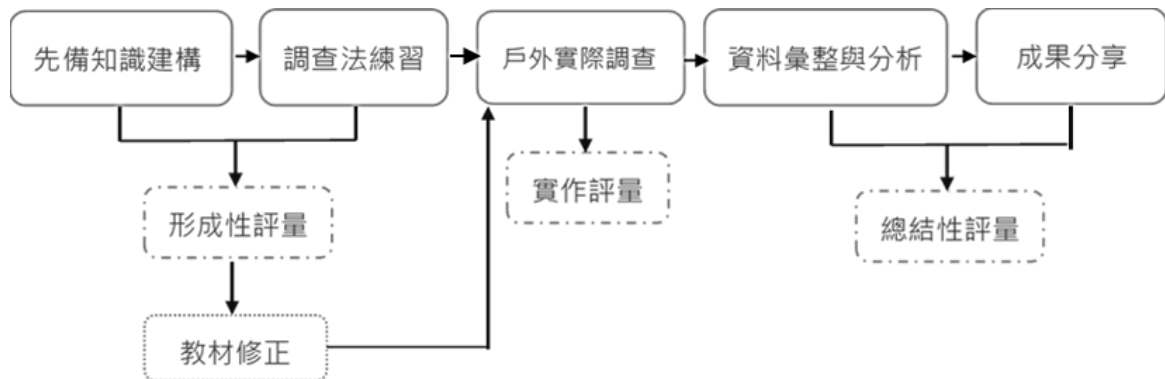 先備知識建構
調查法練習
戶外實際調查
資料彙整與分析
成果分享
形成性評量
實作評量
總結性評量
教材修正